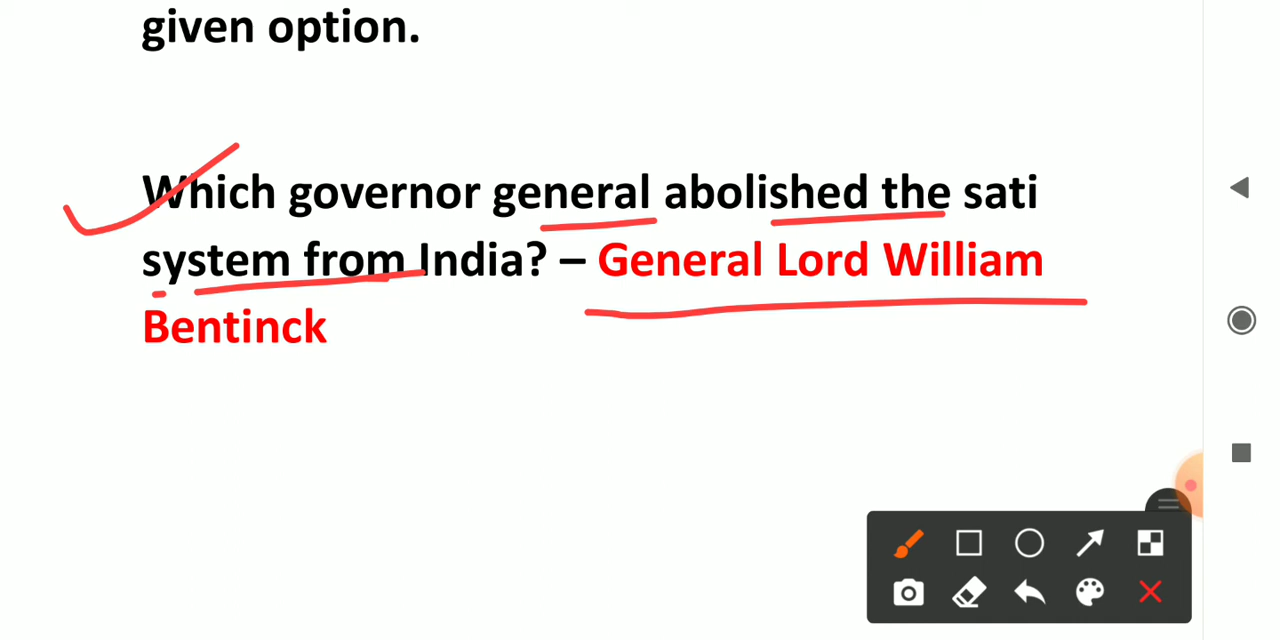 given option.
Which governor general abolished the sati
system from India? – General Lord William
Bentinck